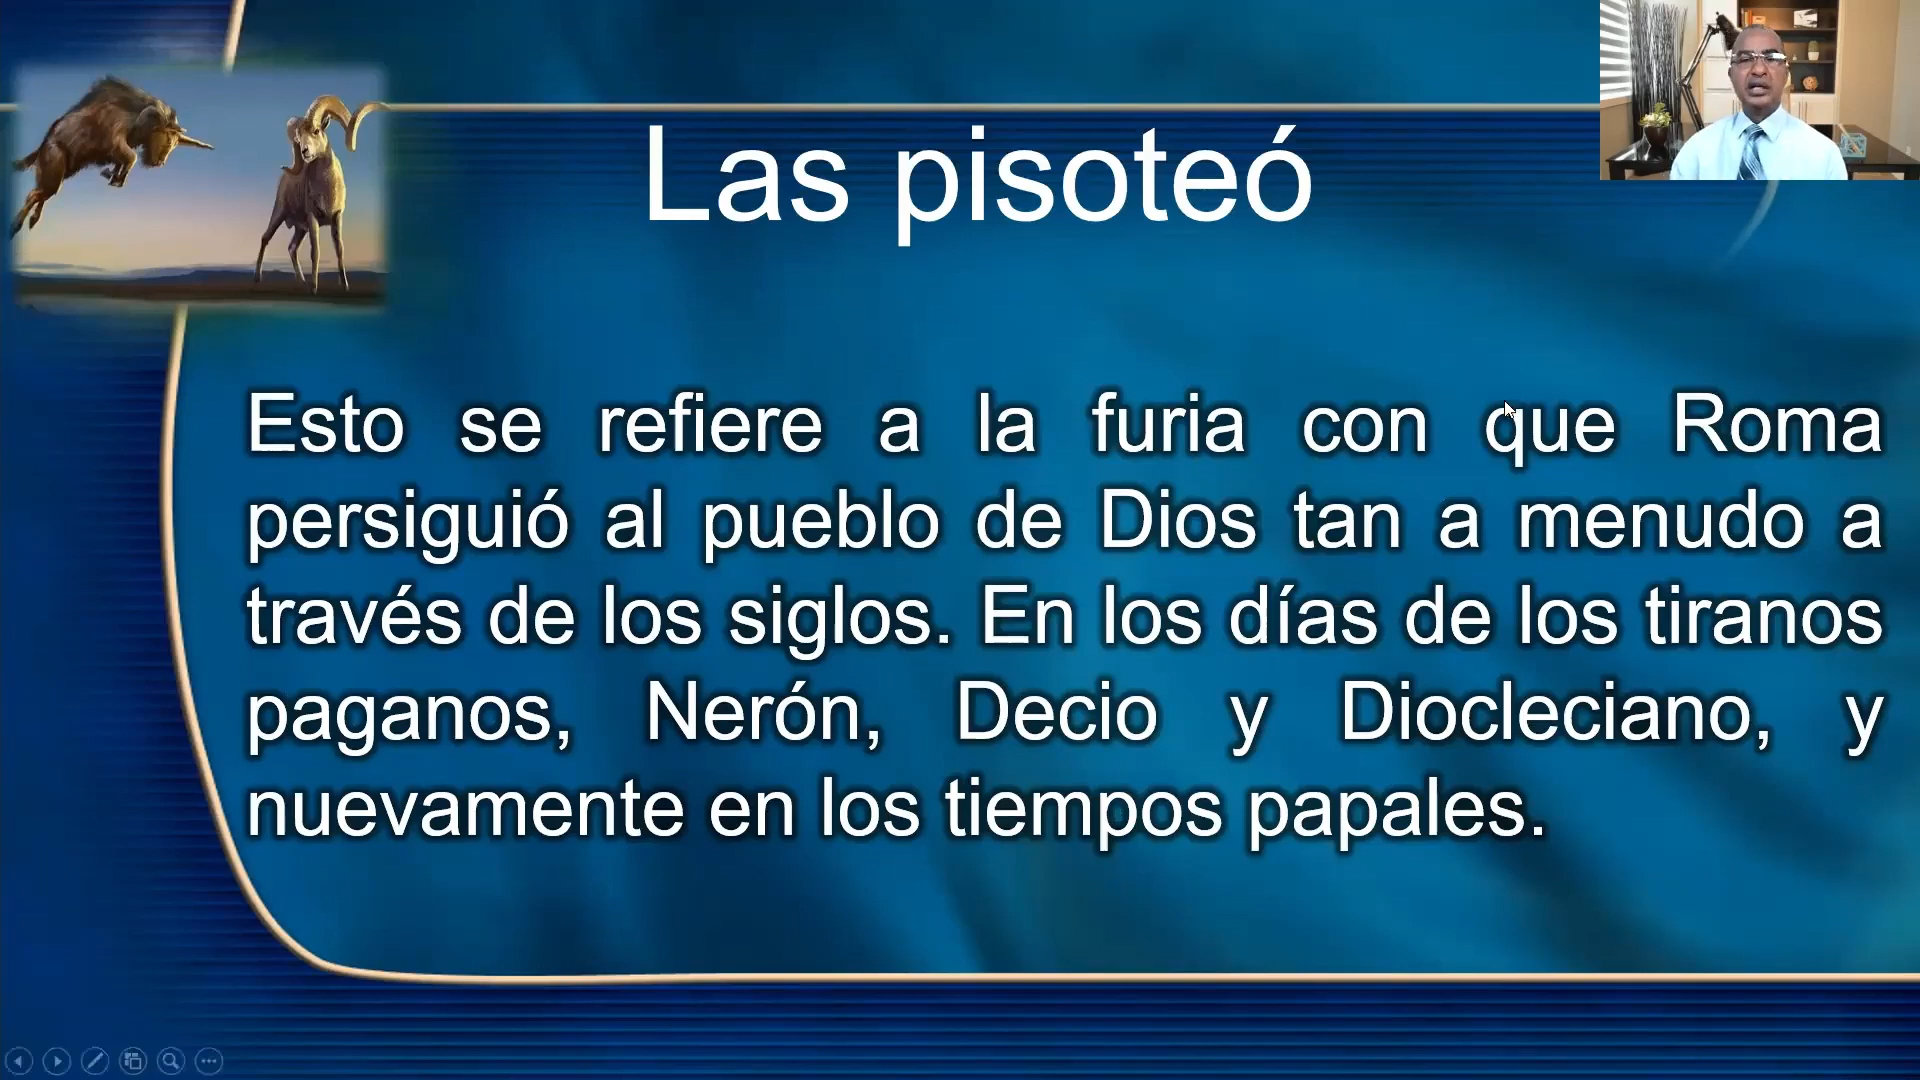 Las pisoteó
Esto se refiere a la furia con que Roma
persiguió al pueblo de Dios tan a menudo a
través de los siglos. En los días de los tiranos
paganos, Nerón, Decio y Diocleciano, y
nuevamente en los tiempos papales.